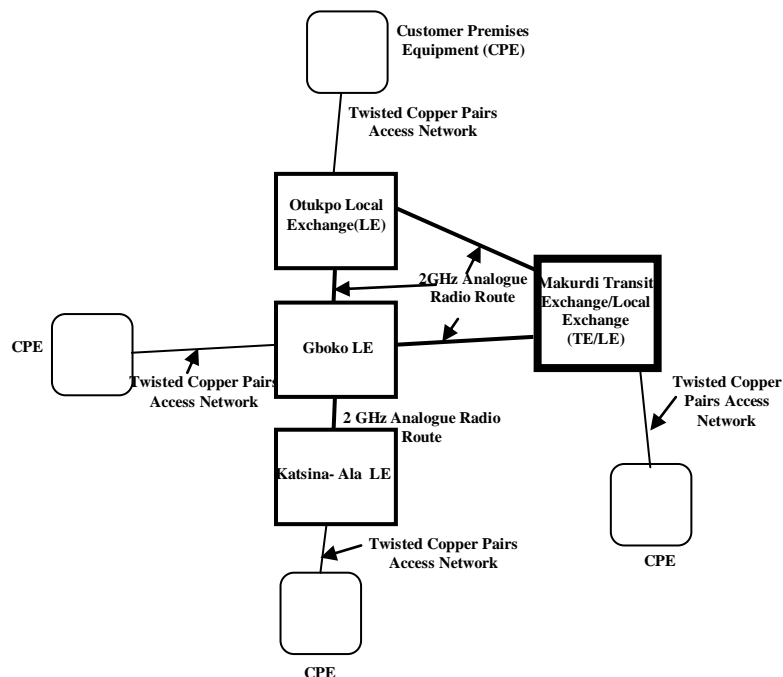 Customer Premises
Equipment (CPE)
Twisted Copper Pairs
Access Network
Otukpo Local
Exchange(LE)
2GHz Analogue
Radio Route
Makurdi Transit
Exchange/Local
Exchange
(TE/LE)
CPE
Gboko LE
Twisted Copper Pairs
Access Network
Twisted Copper
Pairs Access
Network
2 GHz Analogue Radio
Route
Katsina- Ala LE
Twisted Copper Pairs
Access Network
CPE
CPE